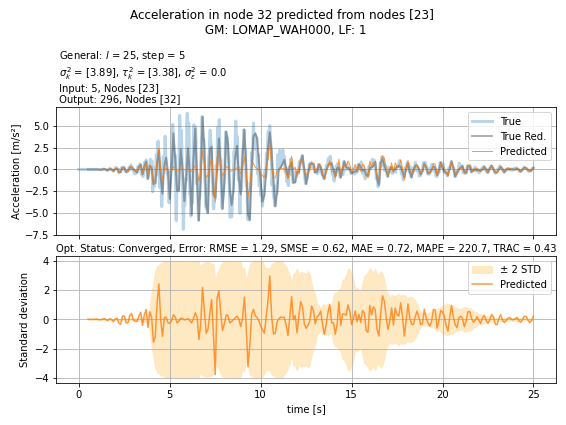 Acceleration in node 32 predicted from nodes [23]
GM: LOMAP_WAH000, LF: 1
General: l = 25, step = 5
σ²ₖ = [3.89], τ²ₖ = [3.38], σ²ε = 0.0
Input: 5, Nodes [23]
Output: 296, Nodes [32]
Acceleration [m/s²]
5.0
2.5
0.0
−2.5
−5.0
−7.5
True
True Red.
Predicted
Opt. Status: Converged, Error: RMSE = 1.29, SMSE = 0.62, MAE = 0.72, MAPE = 220.7, TRAC = 0.43
Standard deviation
4
2
0
−2
−4
± 2 STD
Predicted
0 5 10 15 20 25
time [s]